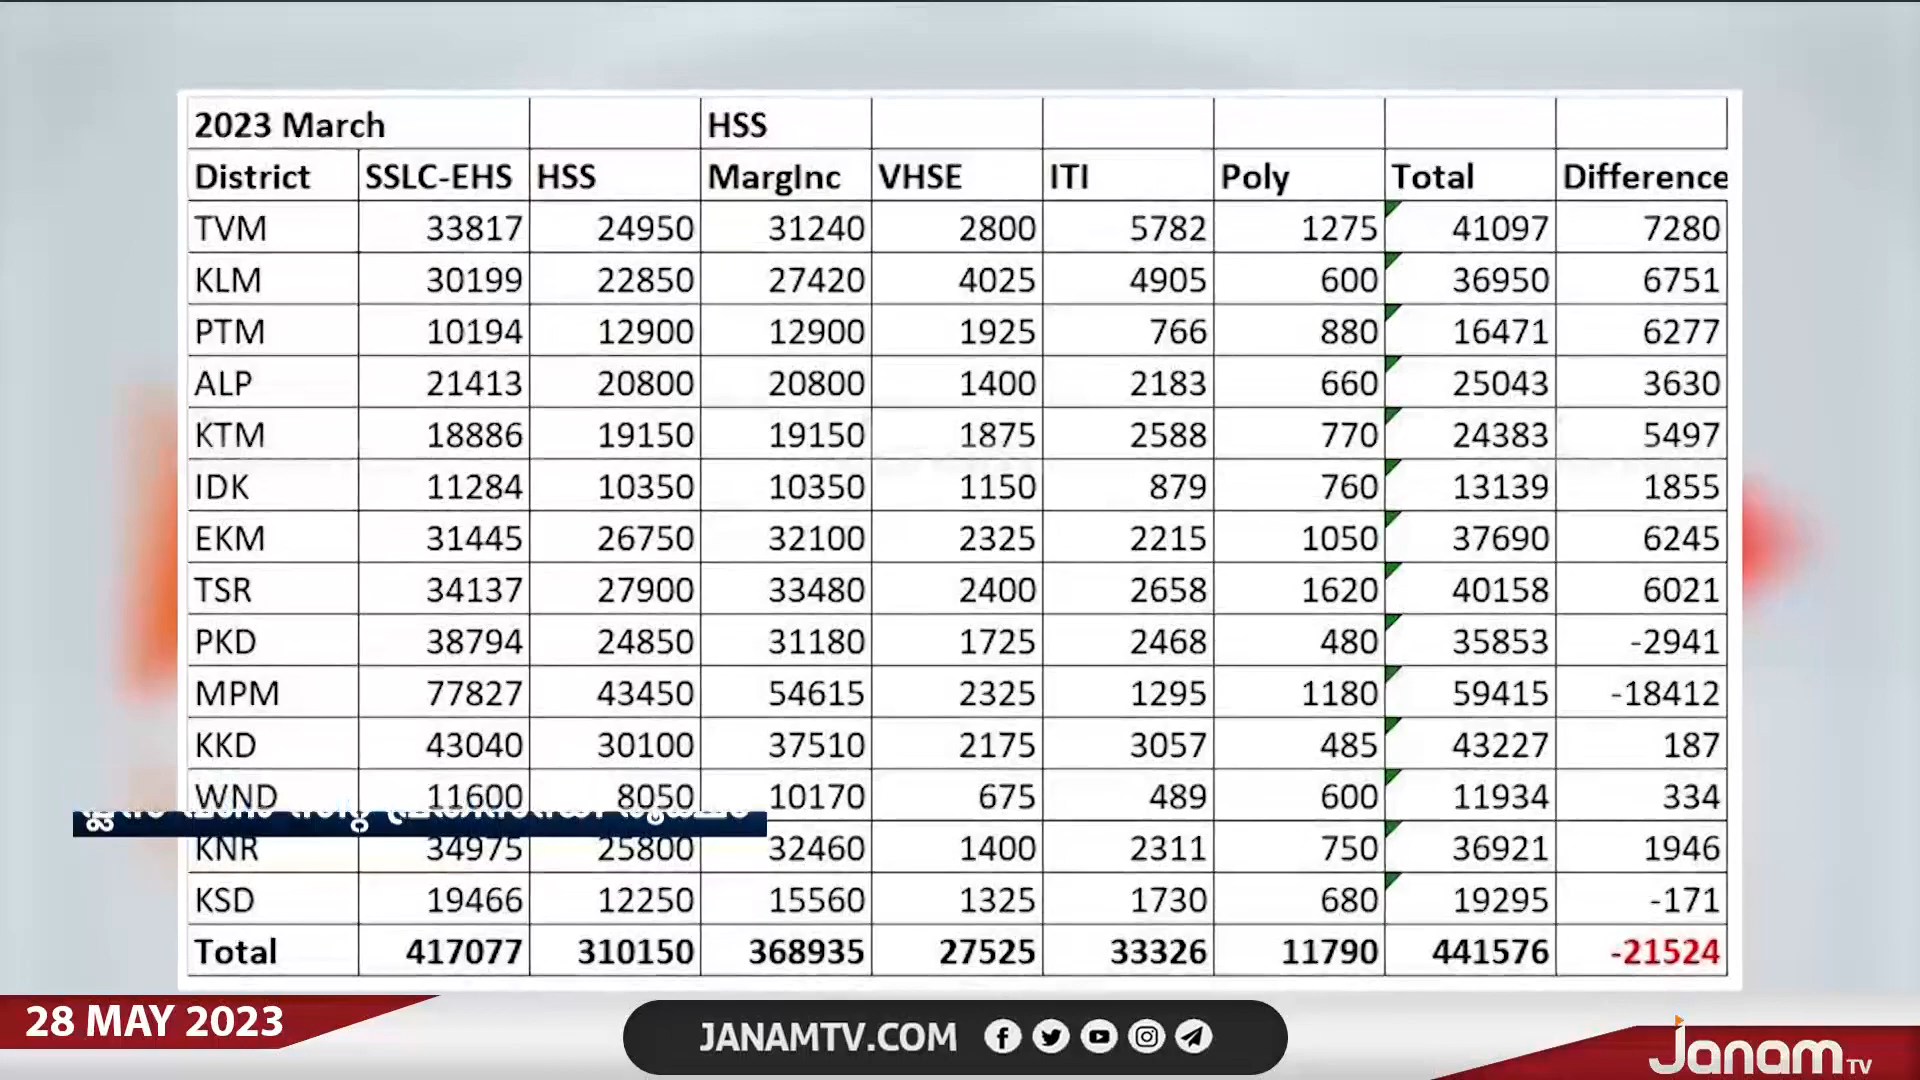 2023 March HSS
District SSLC-EHS HSS MargInc VHSE ITI Poly Total Difference
TVM 33817 24950 31240 2800 5782 1275 41097 7280
KLM 30199 22850 27420 4025 4905 600 36950 6751
PTM 10194 12900 12900 1925 766 880 16471 6277
ALP 21413 20800 20800 1400 2183 660 25043 3630
KTM 18886 19150 19150 1875 2588 770 24383 5497
IDK 11284 10350 10350 1150 879 760 13139 1855
EKM 31445 26750 32100 2325 2215 1050 37690 6245
TSR 34137 27900 33480 2400 2658 1620 40158 6021
PKD 38794 24850 31180 1725 2468 480 35853 -2941
MPM 77827 43450 54615 2325 1295 1180 59415 -18412
KKD 43040 30100 37510 2175 3057 485 43227 187
WND 11600 8050 10170 675 489 600 11934 334
KNR 34975 25800 32460 1400 2311 750 36921 1946
KSD 19466 12250 15560 1325 1730 680 19295 -171
Total 417077 310150 368935 27525 33326 11790 441576 -21524
28 MAY 2023
JANAMTV.COM
Janam TV